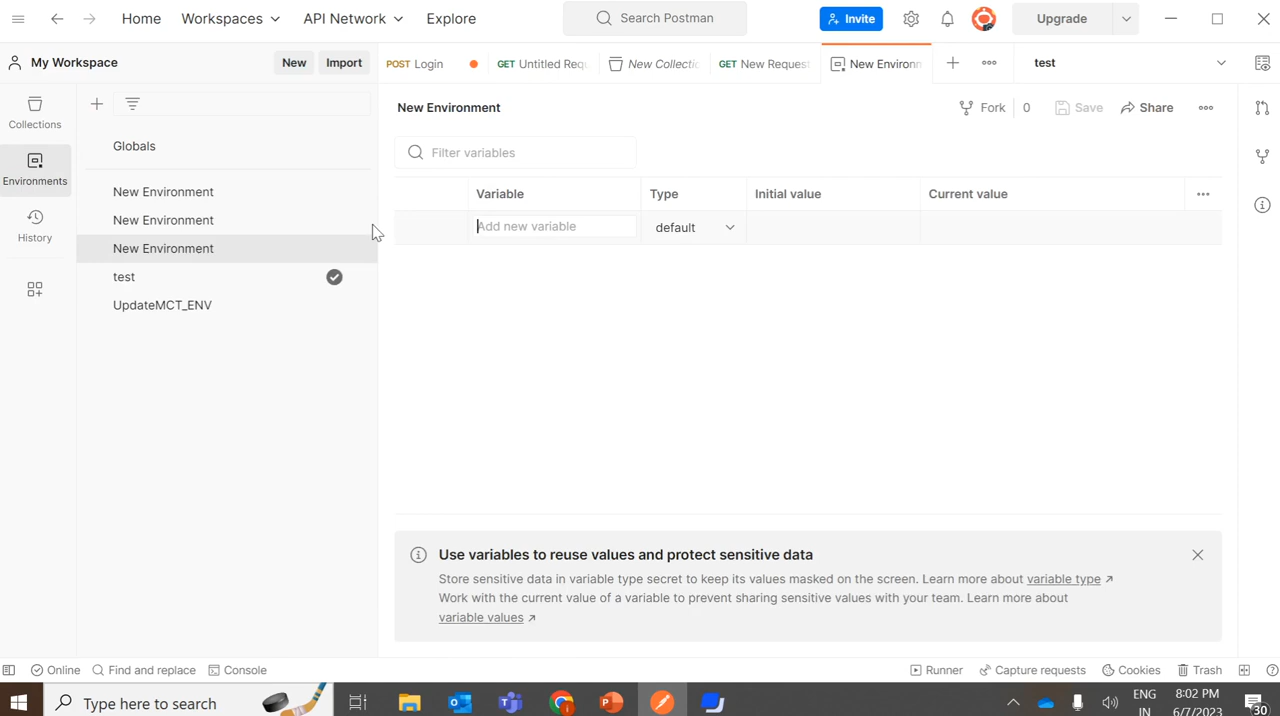 Home Workspaces API Network Explore Search Postman Invite Upgrade
My Workspace New Import POST Login GET Untitled Requ New Collectic GET New Request New Environn test
Collections
Environments
History
Globals
New Environment
New Environment
New Environment
test
UpdateMCT_ENV
New Environment Fork 0 Save Share
Filter variables
Variable Type Initial value Current value
Add new variable default
Use variables to reuse values and protect sensitive data
Store sensitive data in variable type secret to keep its values masked on the screen. Learn more about variable type ↗
Work with the current value of a variable to prevent sharing sensitive values with your team. Learn more about
variable values ↗
Online Find and replace Console Runner Capture requests Cookies Trash
Type here to search
ENG
IN
8:02 PM
6/7/2023
30